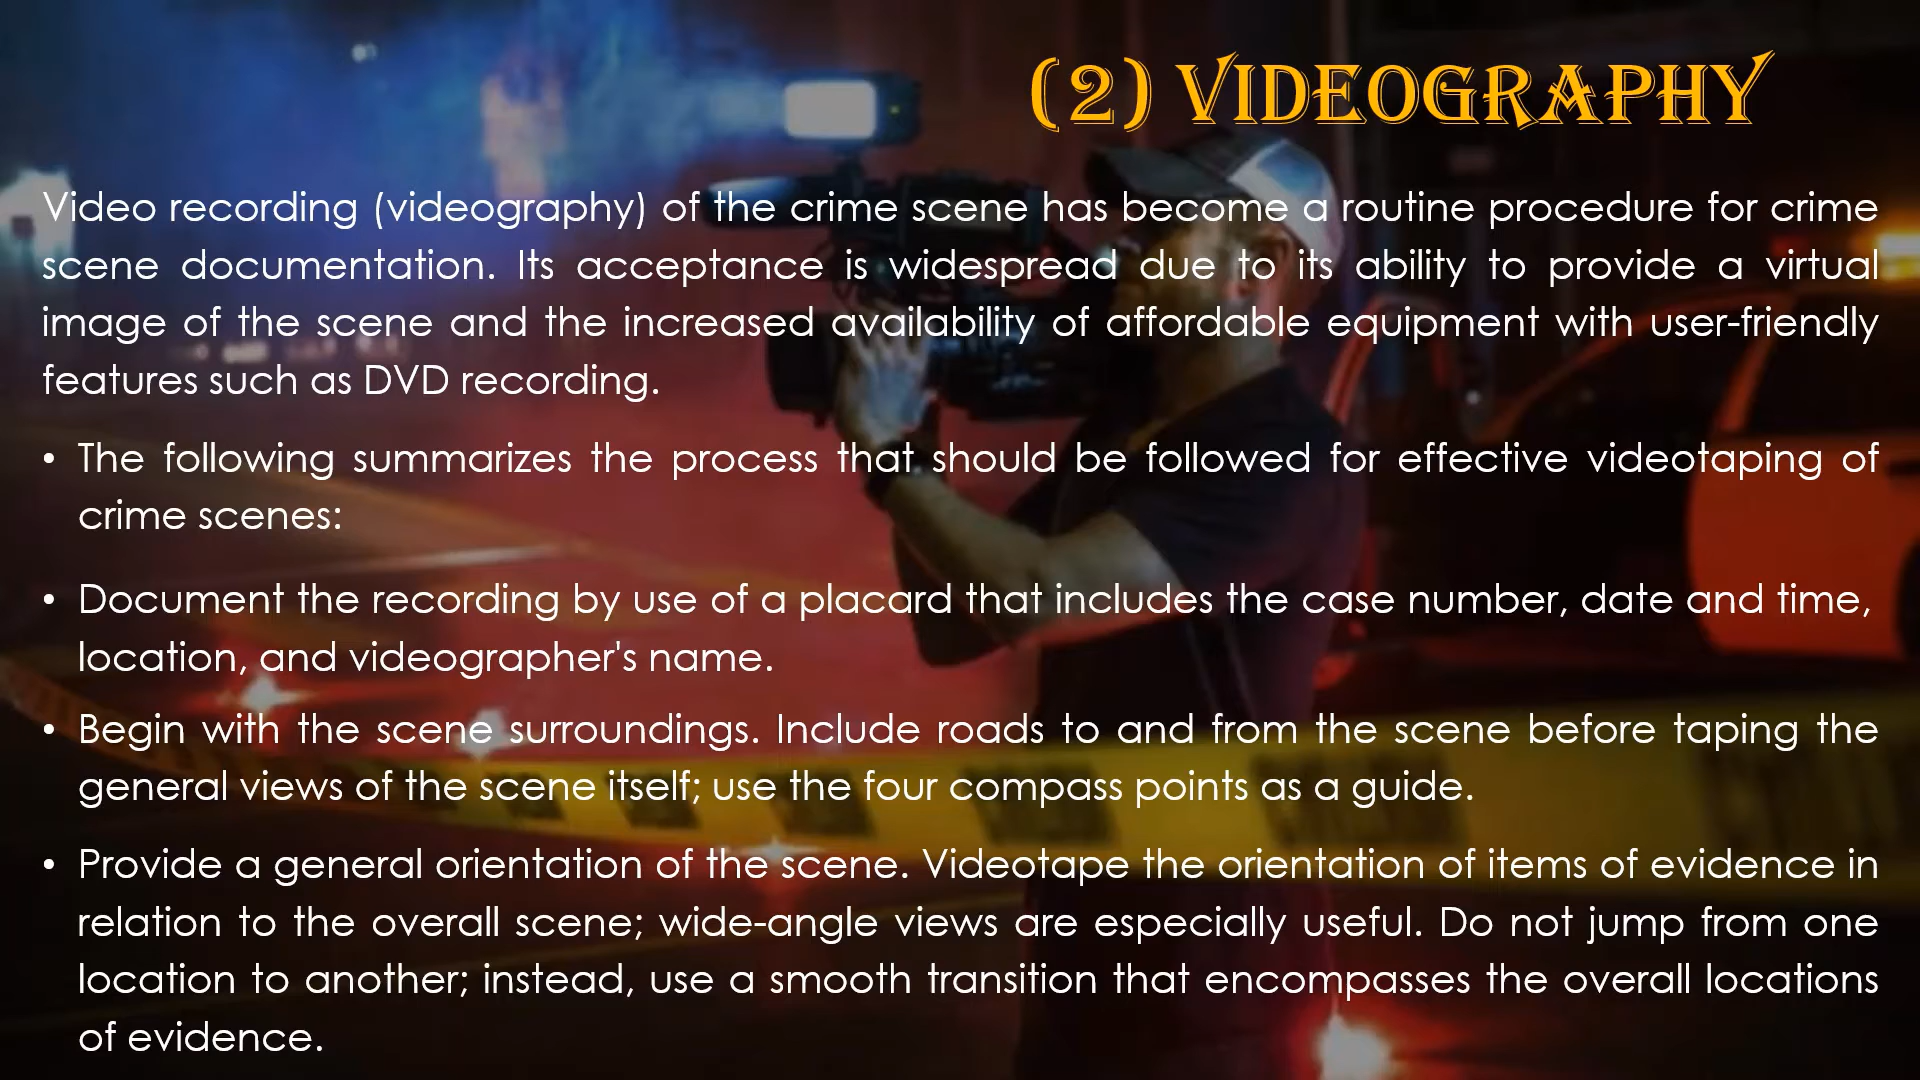 (2) VIDEOGRAPHY
Video recording (videography) of the crime scene has become a routine procedure for crime
scene documentation. Its acceptance is widespread due to its ability to provide a virtual
image of the scene and the increased availability of affordable equipment with user-friendly
features such as DVD recording.
• The following summarizes the process that should be followed for effective videotaping of
crime scenes:
• Document the recording by use of a placard that includes the case number, date and time,
location, and videographer's name.
• Begin with the scene surroundings. Include roads to and from the scene before taping the
general views of the scene itself; use the four compass points as a guide.
• Provide a general orientation of the scene. Videotape the orientation of items of evidence in
relation to the overall scene; wide-angle views are especially useful. Do not jump from one
location to another; instead, use a smooth transition that encompasses the overall locations
of evidence.